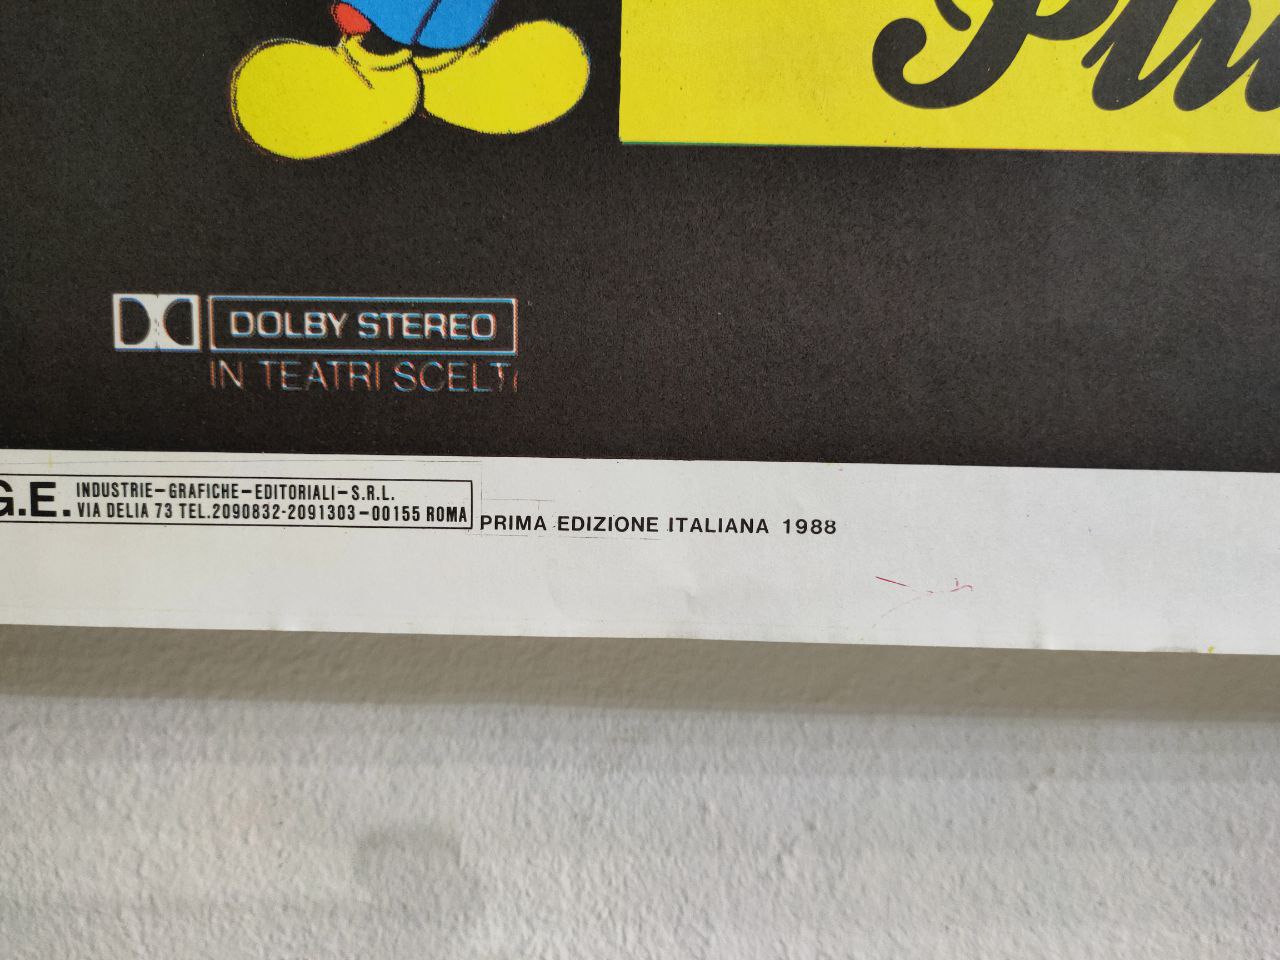 DOLBY STEREO
IN TEATRI SCELTI
G.E. INDUSTRIE-GRAFICHE-EDITORIALI-S.R.L.
VIA DELIA 73 TEL.2090832-2091303-00155 ROMA
PRIMA EDIZIONE ITALIANA 1988